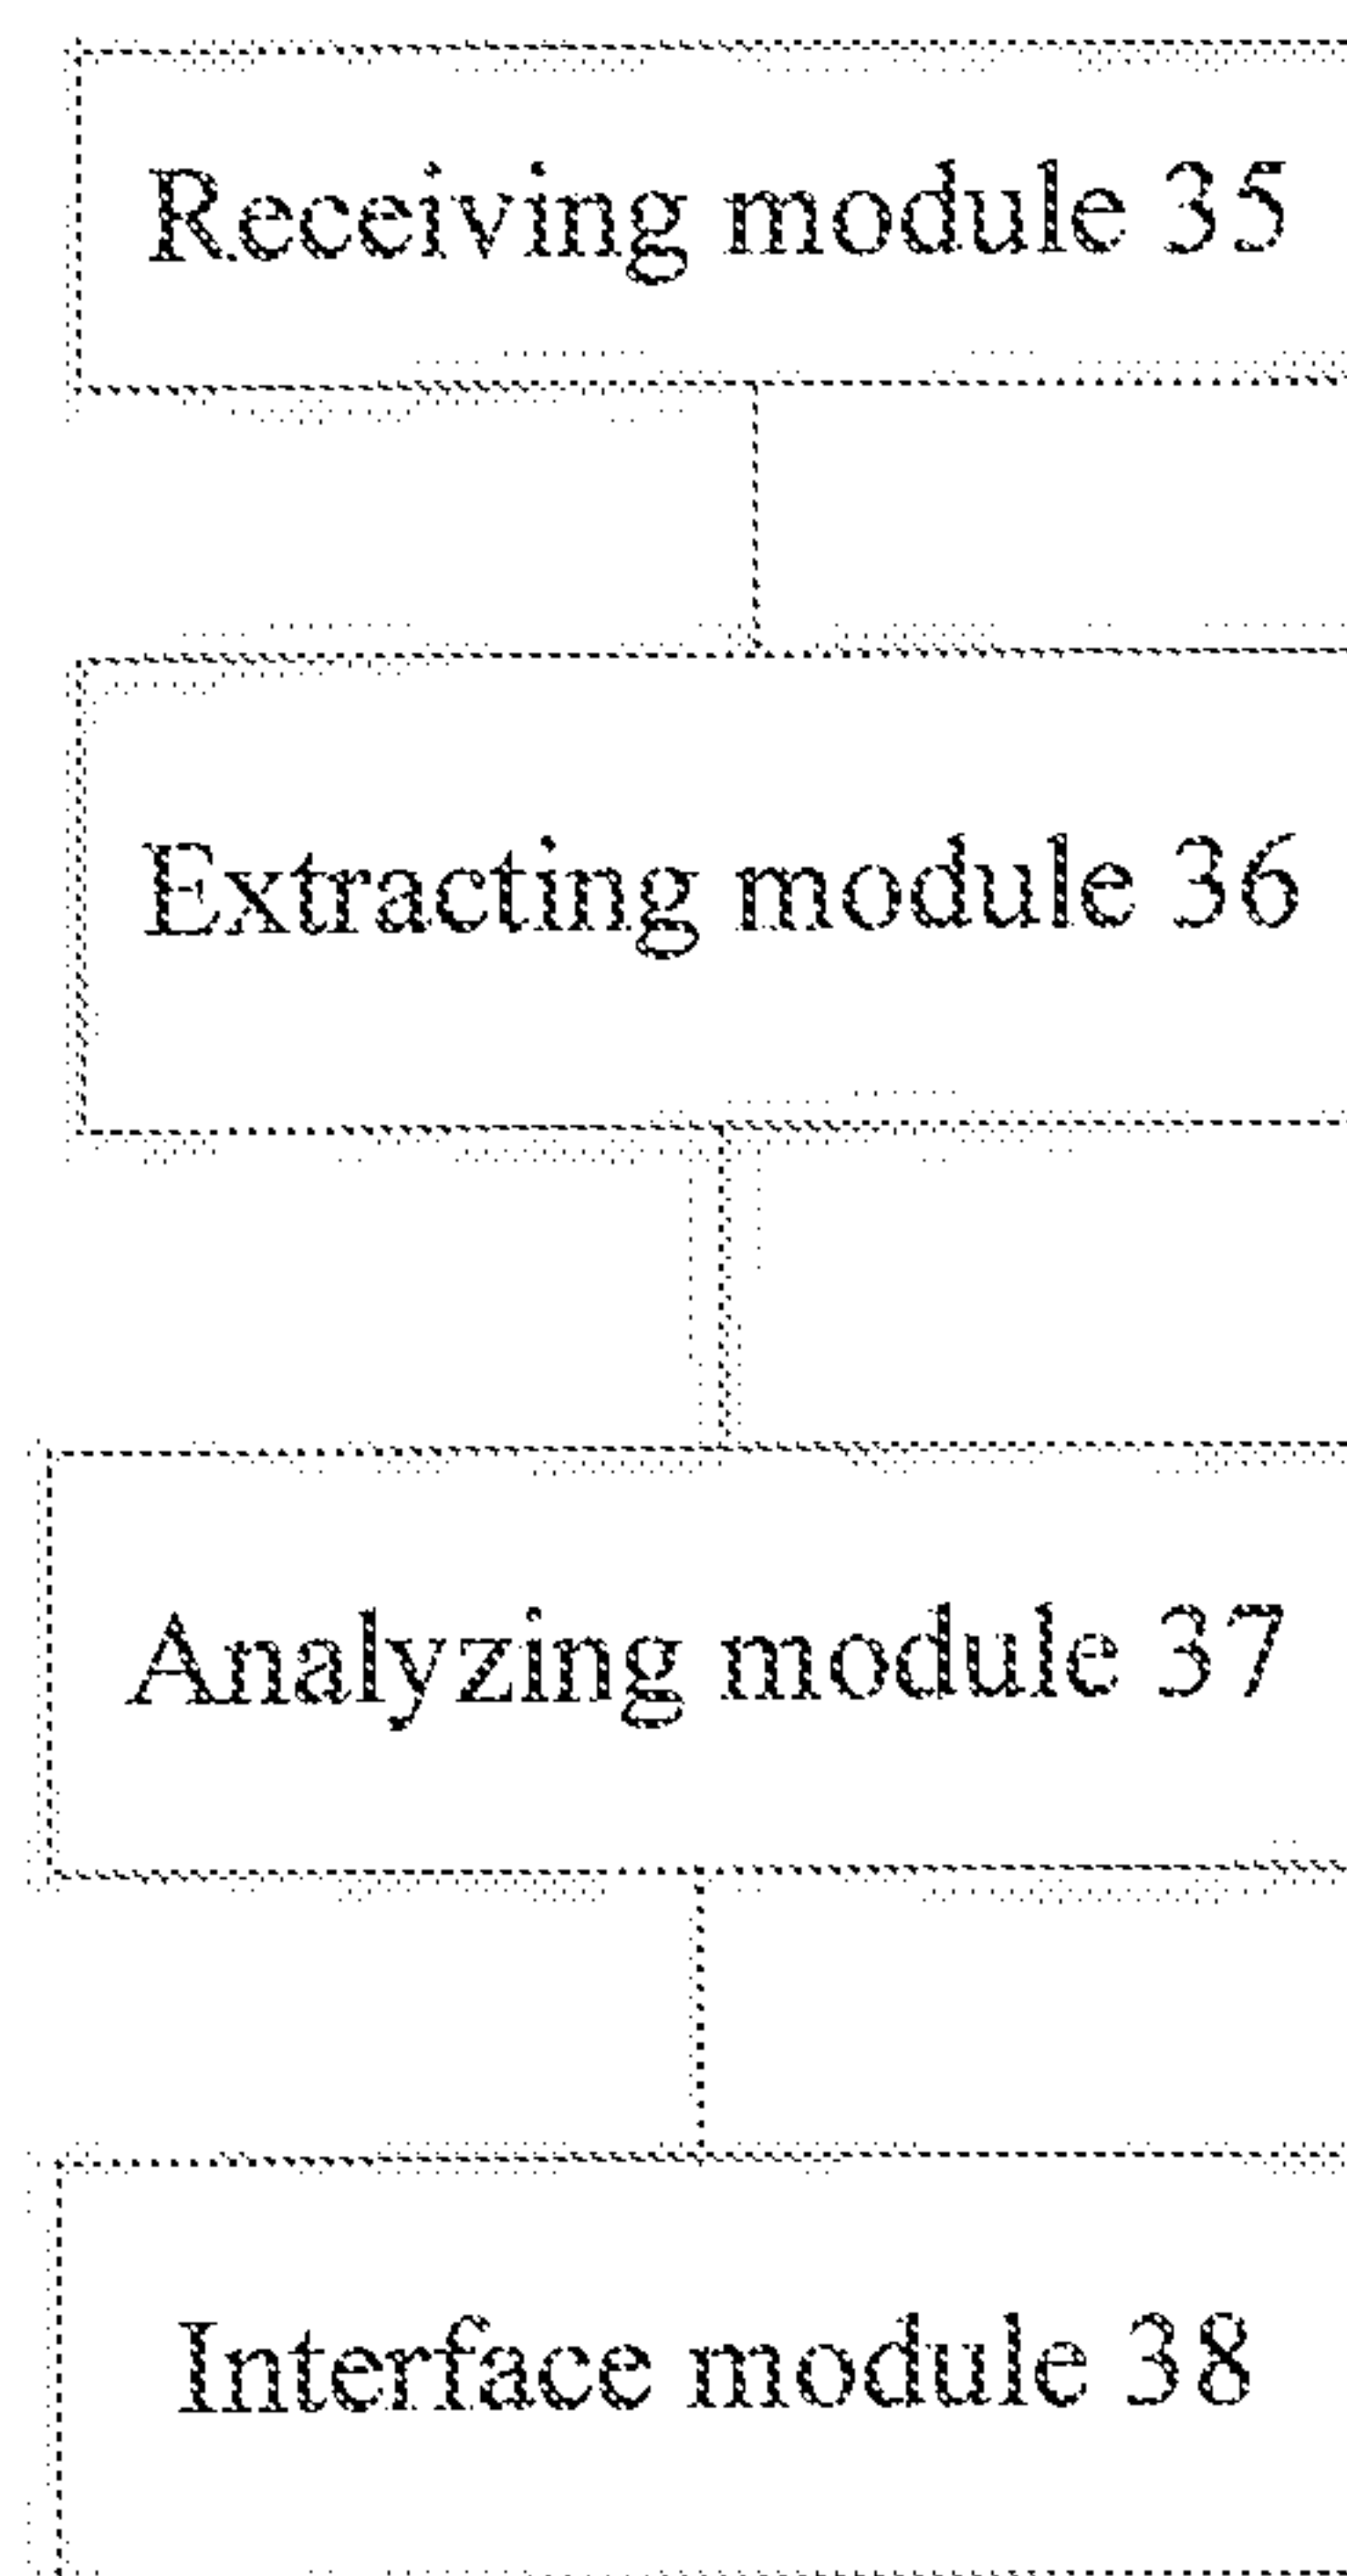 Receiving module 35
Extracting module 36
Analyzing module 37
Interface module 38